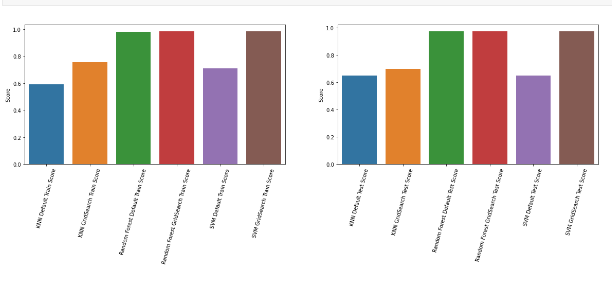 1.0
0.8
0.6
0.4
0.2
0.0
Score
KNN Default Train Score
KNN GridSearch Train Score
Random Forest Default Train Score
Random Forest GridSearch Train Score
SVM Default Train Score
SVM GridSearch Train Score
1.0
0.8
0.6
0.4
0.2
0.0
Score
KNN Default Test Score
KNN GridSearch Test Score
Random Forest Default Test Score
Random Forest GridSearch Test Score
SVM Default Test Score
SVM GridSearch Test Score